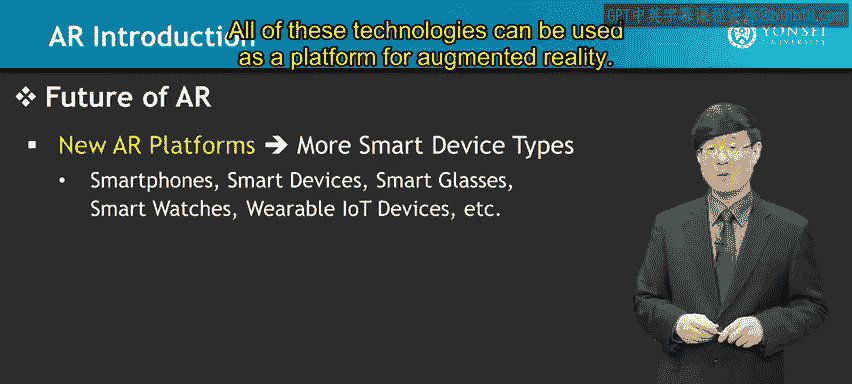 AR Introduction
All of these technologies can be used
as a platform for augmented reality.
YONSEI
UNIVERSITY
❖ Future of AR
▪ New AR Platforms ➔ More Smart Device Types
• Smartphones, Smart Devices, Smart Glasses,
Smart Watches, Wearable IoT Devices, etc.